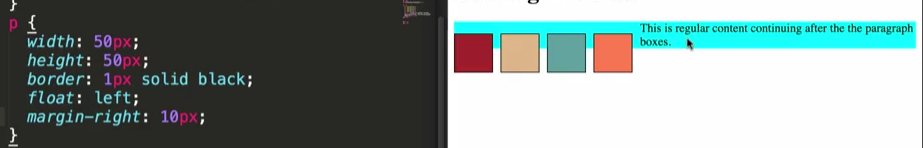 }
p {
width: 50px;
height: 50px;
border: 1px solid black;
float: left;
margin-right: 10px;
}
This is regular content continuing after the the paragraph
boxes.